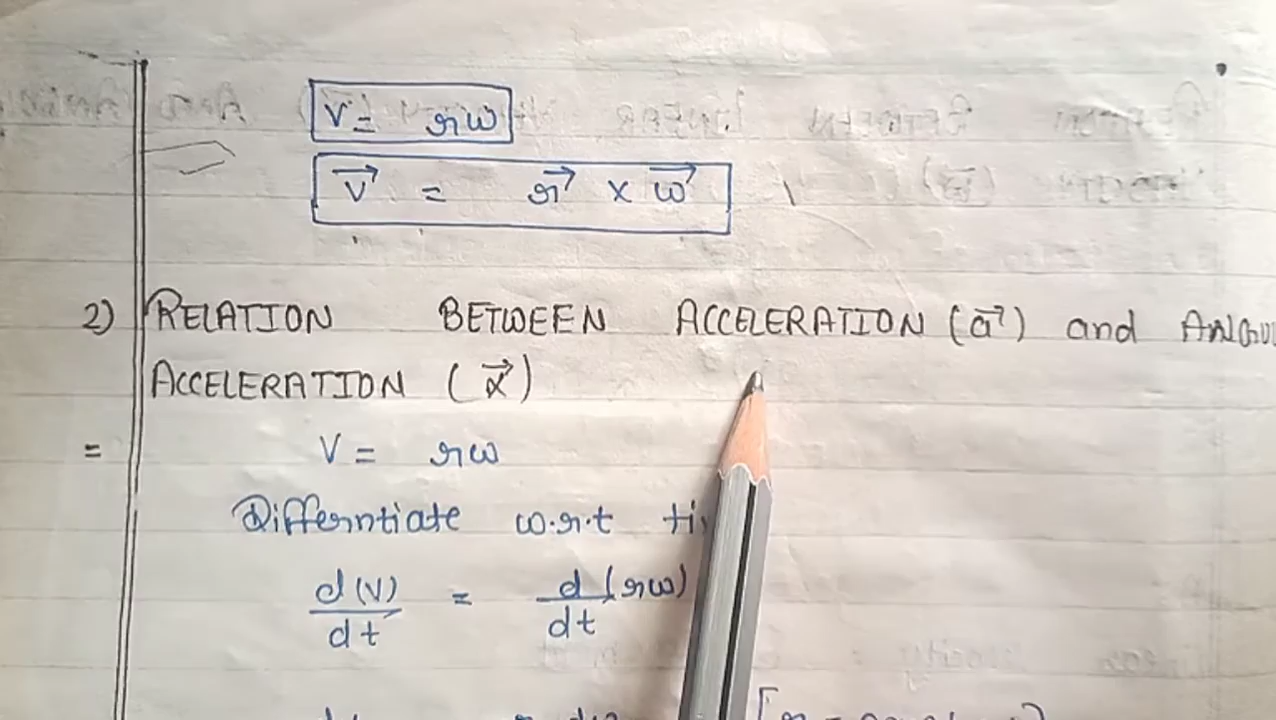 V = rω
v⃗ = r⃗ × ω⃗
2) RELATION BETWEEN ACCELERATION (a⃗) and
ACCELERATION (α⃗)
= V = rω
Differntiate w.r.t
d(V)/dt = d/dt (rω)